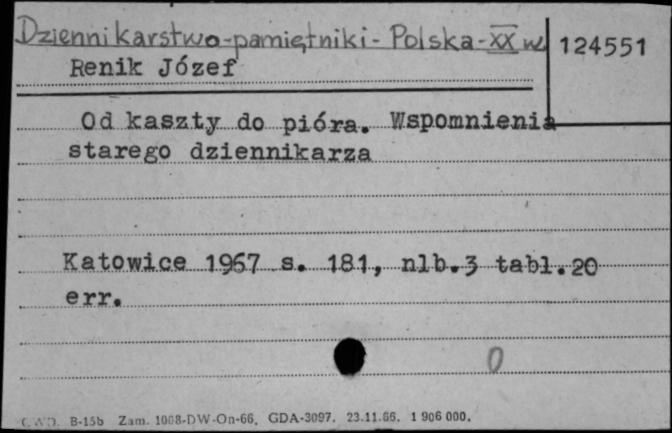 Dziennikarstwo-pamiętniki-Polska-XX w.
124551
Renik Józef
Od kaszty do pióra. Wspomnienia
starego dziennikarza
Katowice 1967 s. 181, nlb.3 tabl.20
err.
0
B-15b Zam. 1008-DW-On-66, GDA-3097. 23.11.66. 1 906 000.